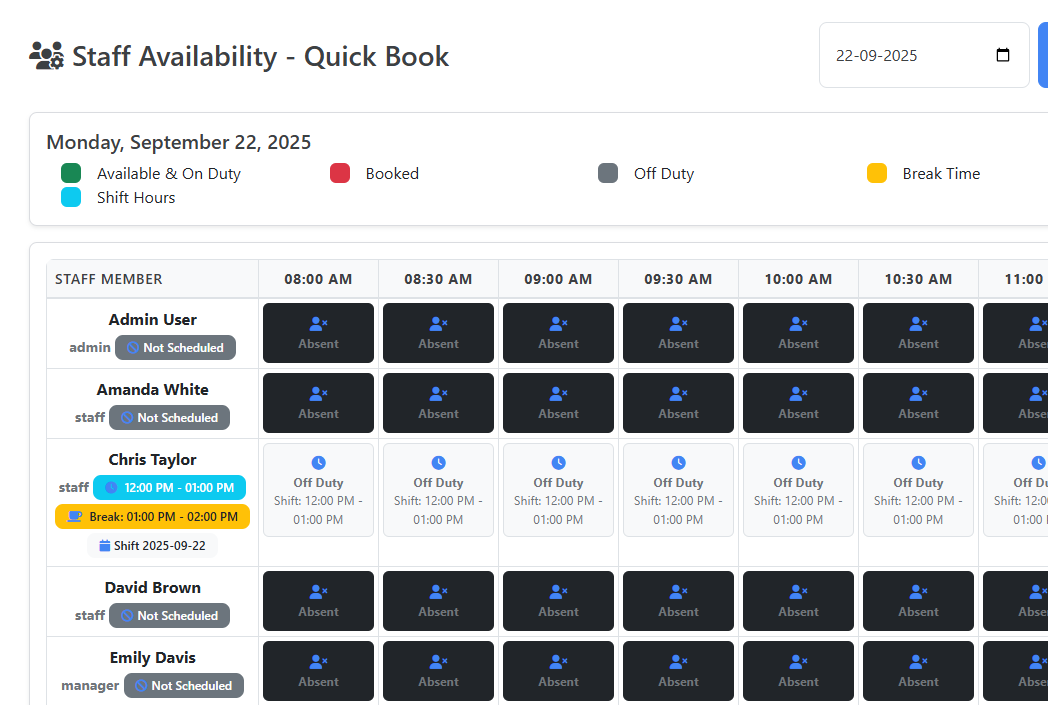 Staff Availability - Quick Book
22-09-2025
Monday, September 22, 2025
Available & On Duty Booked Off Duty Break Time
Shift Hours
STAFF MEMBER 08:00 AM 08:30 AM 09:00 AM 09:30 AM 10:00 AM 10:30 AM 11:00
Admin User
admin Not Scheduled
Absent Absent Absent Absent Absent Absent Abse
Amanda White
staff Not Scheduled
Absent Absent Absent Absent Absent Absent Abse
Chris Taylor
staff 12:00 PM - 01:00 PM
Break: 01:00 PM - 02:00 PM
Shift 2025-09-22
Off Duty Off Duty Off Duty Off Duty Off Duty Off Duty Off Du
Shift: 12:00 PM - Shift: 12:00 PM - Shift: 12:00 PM - Shift: 12:00 PM - Shift: 12:00 PM - Shift: 12:00 PM - Shift: 12:0
01:00 PM 01:00 PM 01:00 PM 01:00 PM 01:00 PM 01:00 PM 01:00
David Brown
staff Not Scheduled
Absent Absent Absent Absent Absent Absent Abse
Emily Davis
manager Not Scheduled
Absent Absent Absent Absent Absent Absent Abse